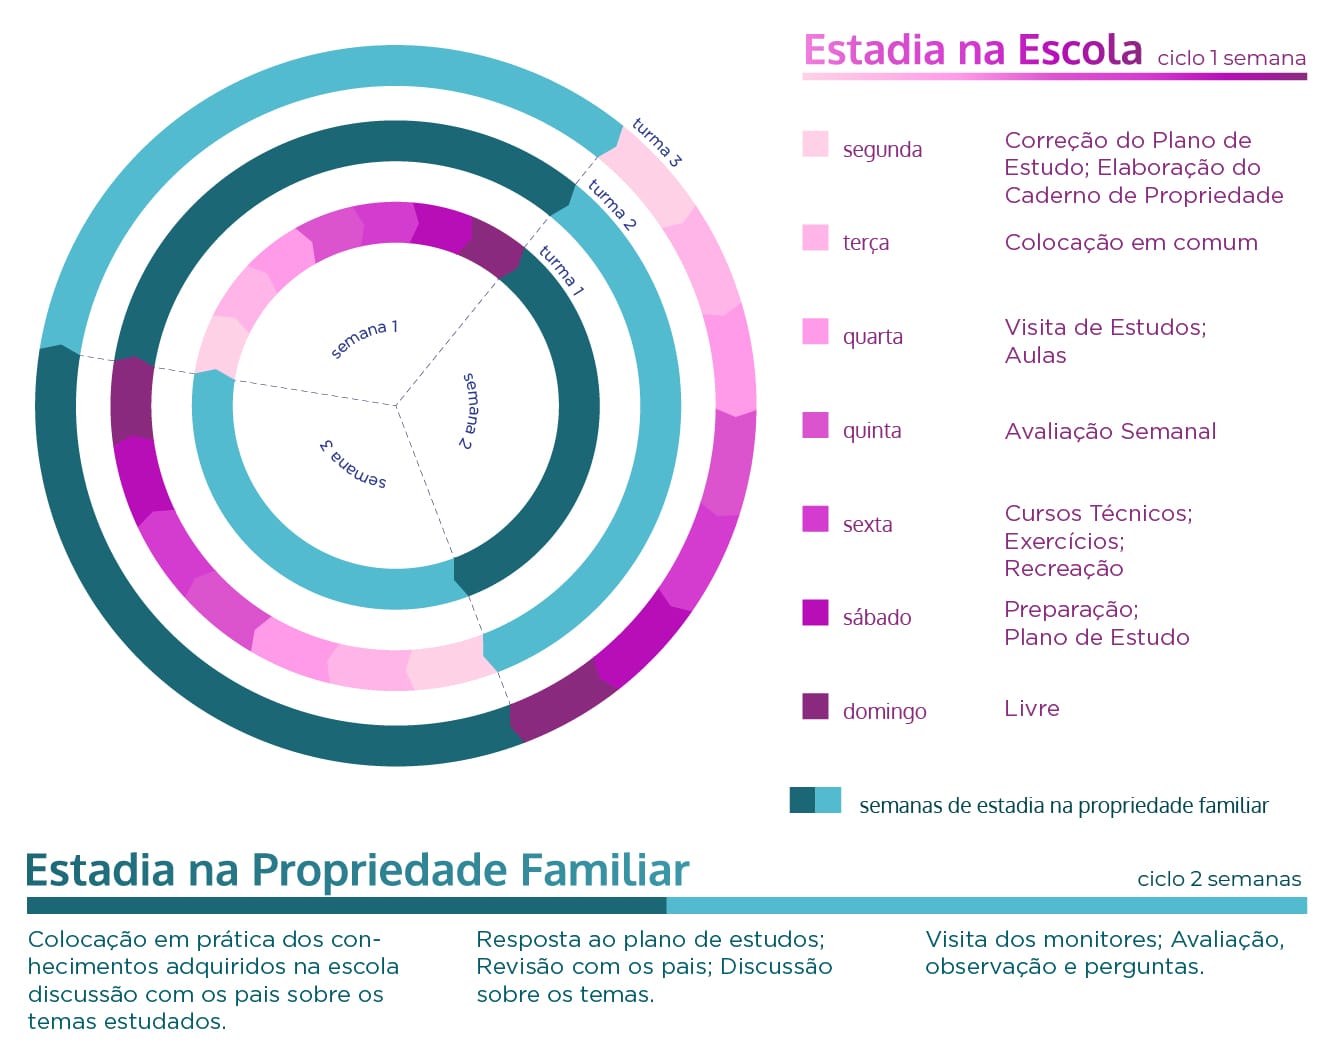 Estadia na Escola ciclo 1 semana
turma 3
turma 2
turma 1
semana 1
semana 2
semana 3
segunda
Correção do Plano de
Estudo; Elaboração do
Caderno de Propriedade
terça
Colocação em comum
quarta
Visita de Estudos;
Aulas
quinta
Avaliação Semanal
sexta
Cursos Técnicos;
Exercícios;
Recreação
sábado
Preparação;
Plano de Estudo
domingo
Livre
semanas de estadia na propriedade familiar
Estadia na Propriedade Familiar
ciclo 2 semanas
Colocação em prática dos con-
hecimentos adquiridos na escola
discussão com os pais sobre os
temas estudados.
Resposta ao plano de estudos;
Revisão com os pais; Discussão
sobre os temas.
Visita dos monitores; Avaliação,
observação e perguntas.